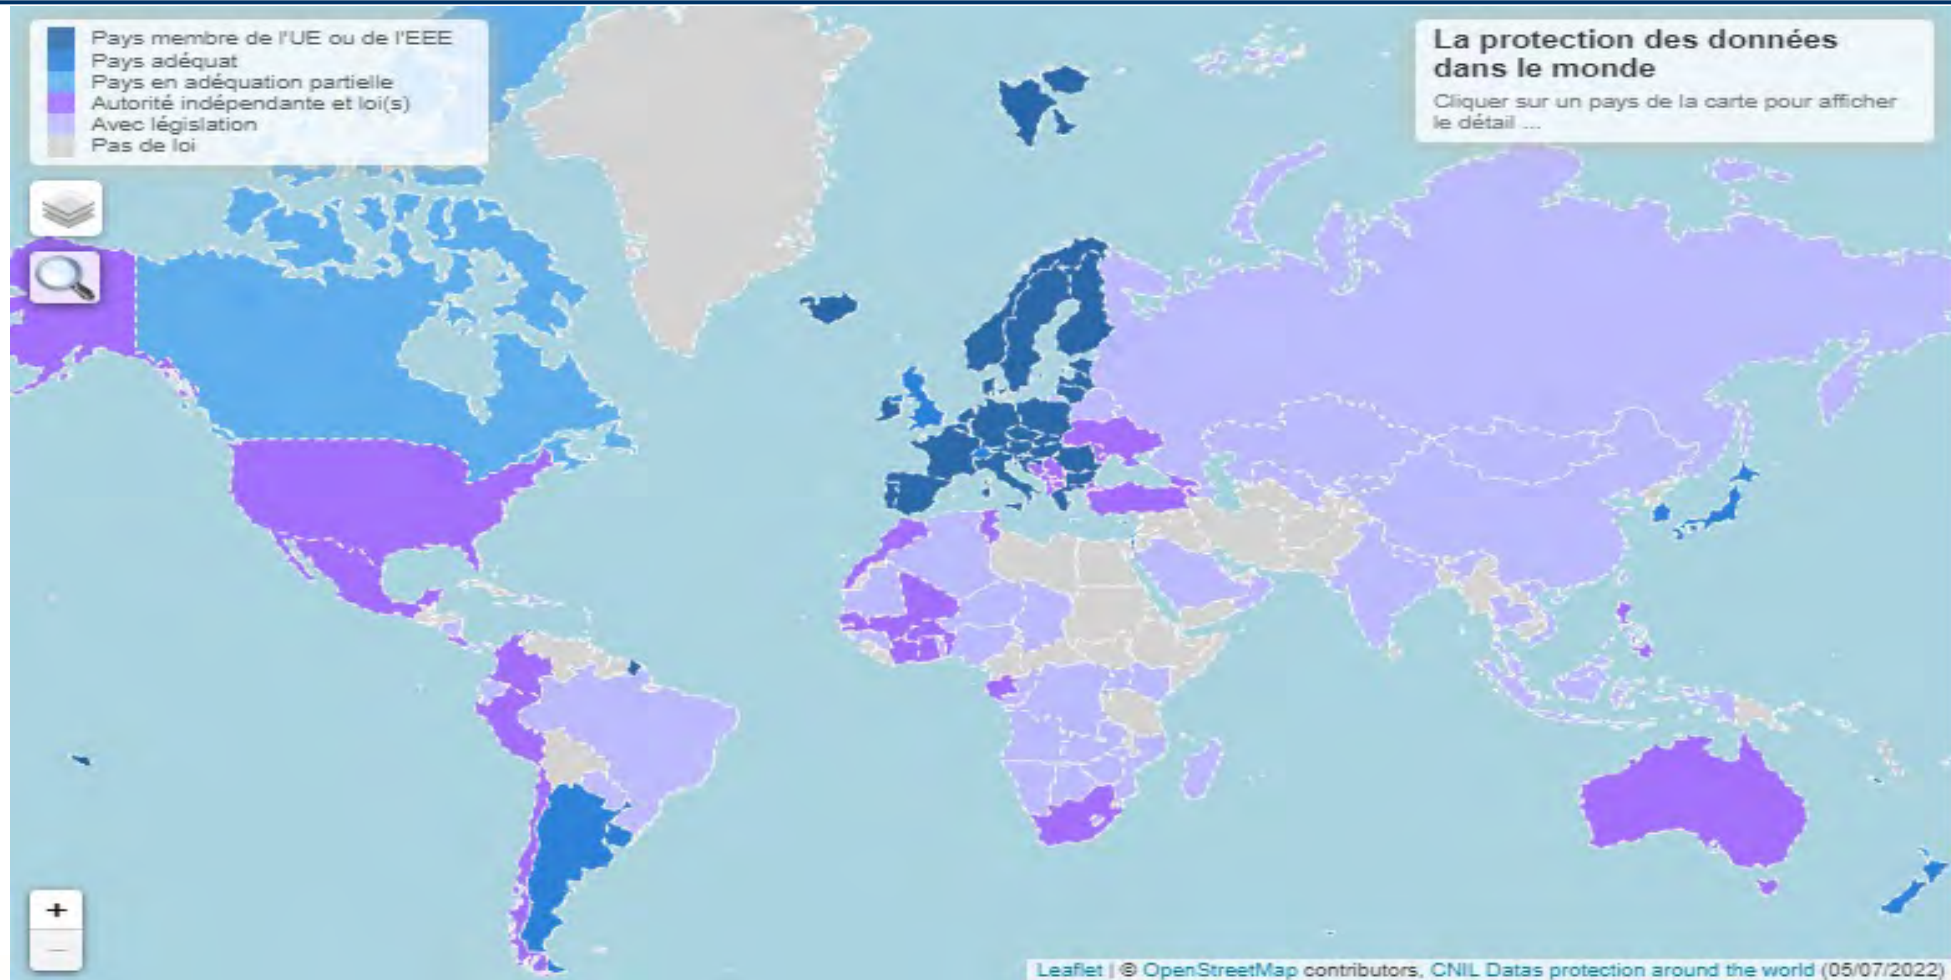 Pays membre de l'UE ou de l'EEE
Pays adéquat
Pays en adéquation partielle
Autorité indépendante et loi(s)
Avec législation
Pas de loi
La protection des données
dans le monde
Cliquer sur un pays de la carte pour afficher
le détail ...
+
−
Leaflet | © OpenStreetMap contributors, CNIL Datas protection around the world (05/07/2022)